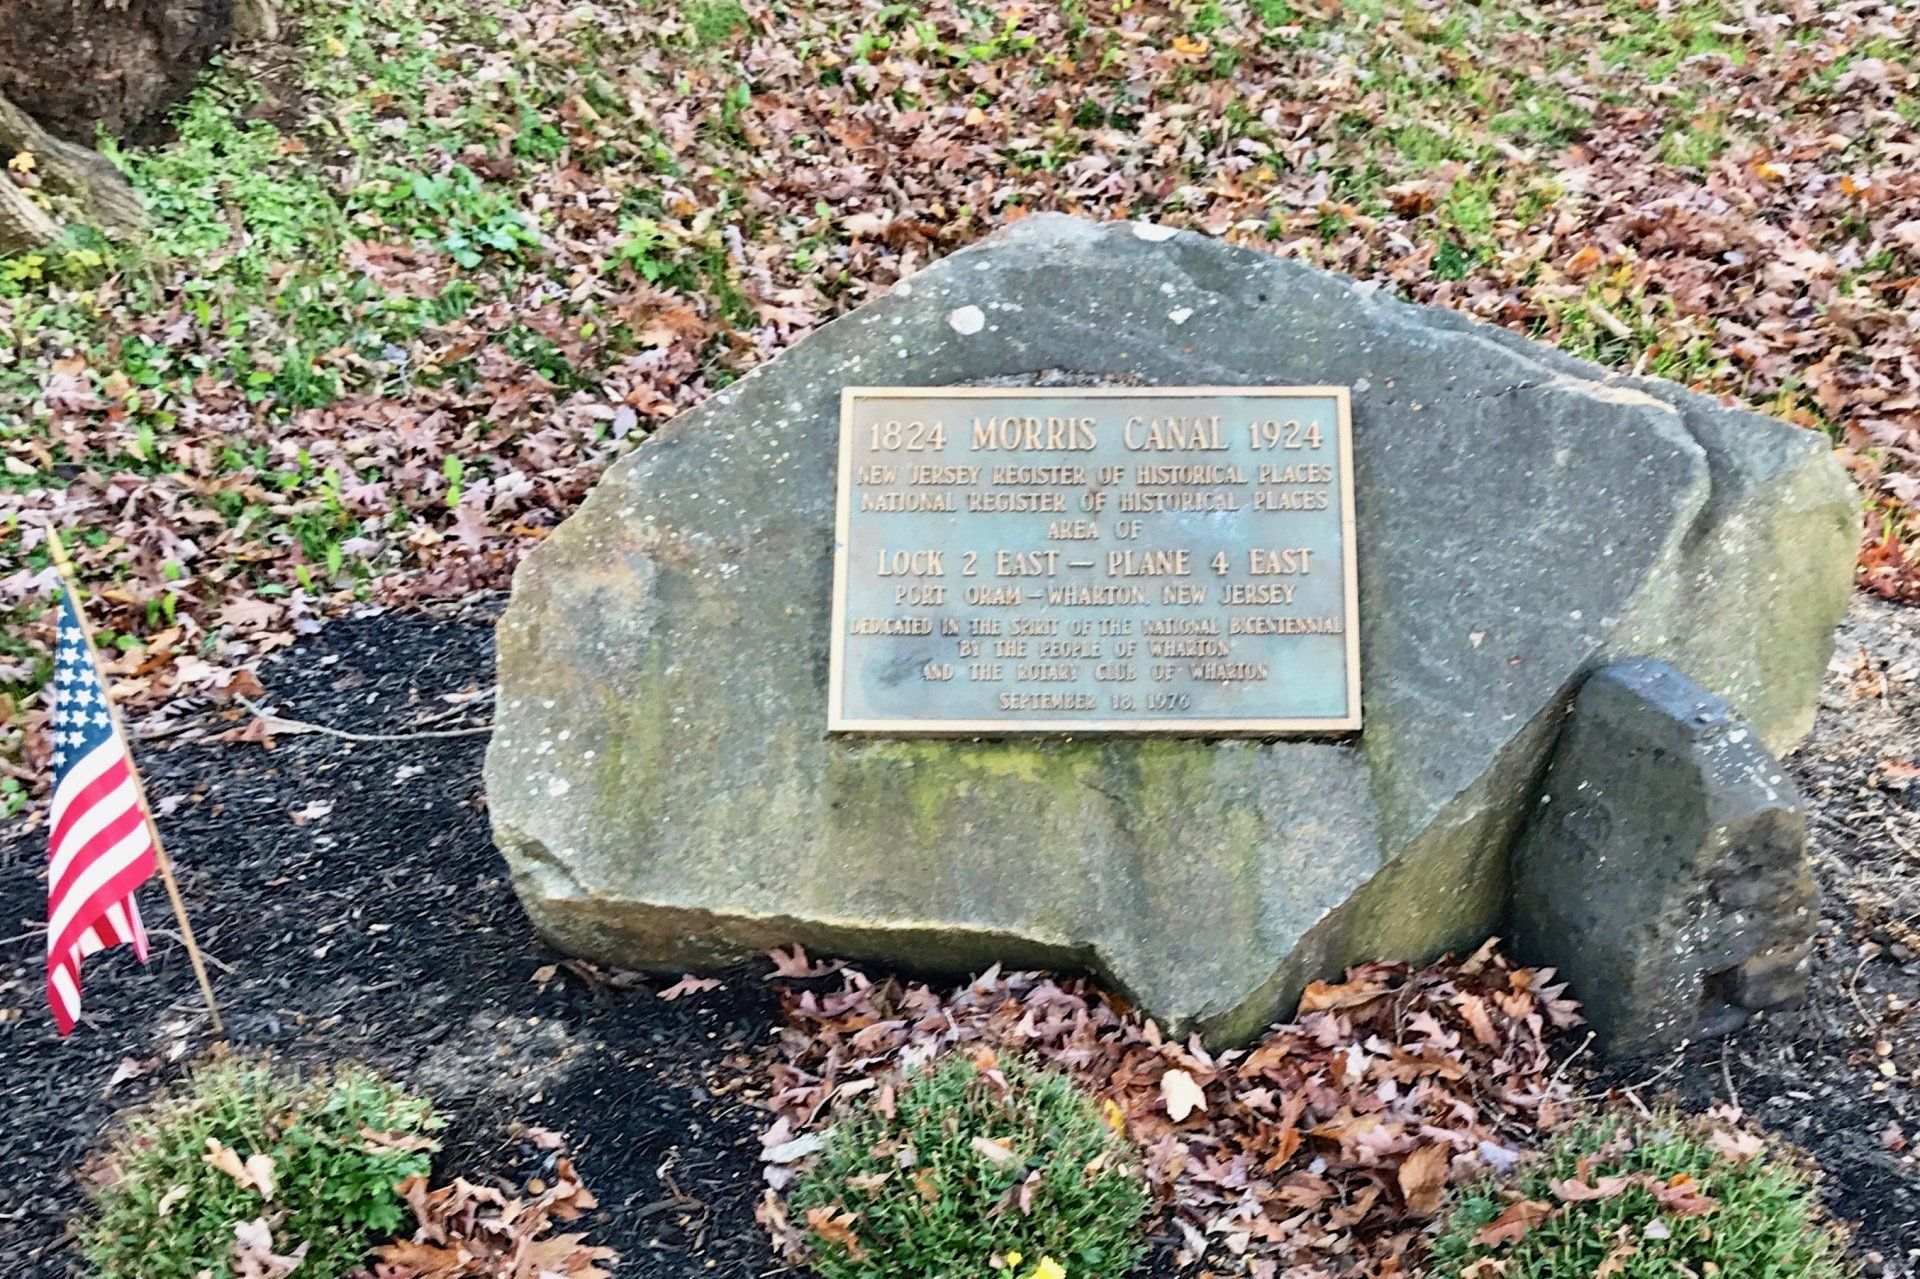 1824 MORRIS CANAL 1924
NEW JERSEY REGISTER OF HISTORICAL PLACES
NATIONAL REGISTER OF HISTORICAL PLACES
AREA OF
LOCK 2 EAST — PLANE 4 EAST
PORT ORAM — WHARTON, NEW JERSEY
DEDICATED IN THE SPIRIT OF THE NATIONAL BICENTENNIAL
BY THE PEOPLE OF WHARTON
AND THE ROTARY CLUB OF WHARTON
SEPTEMBER 18, 1976